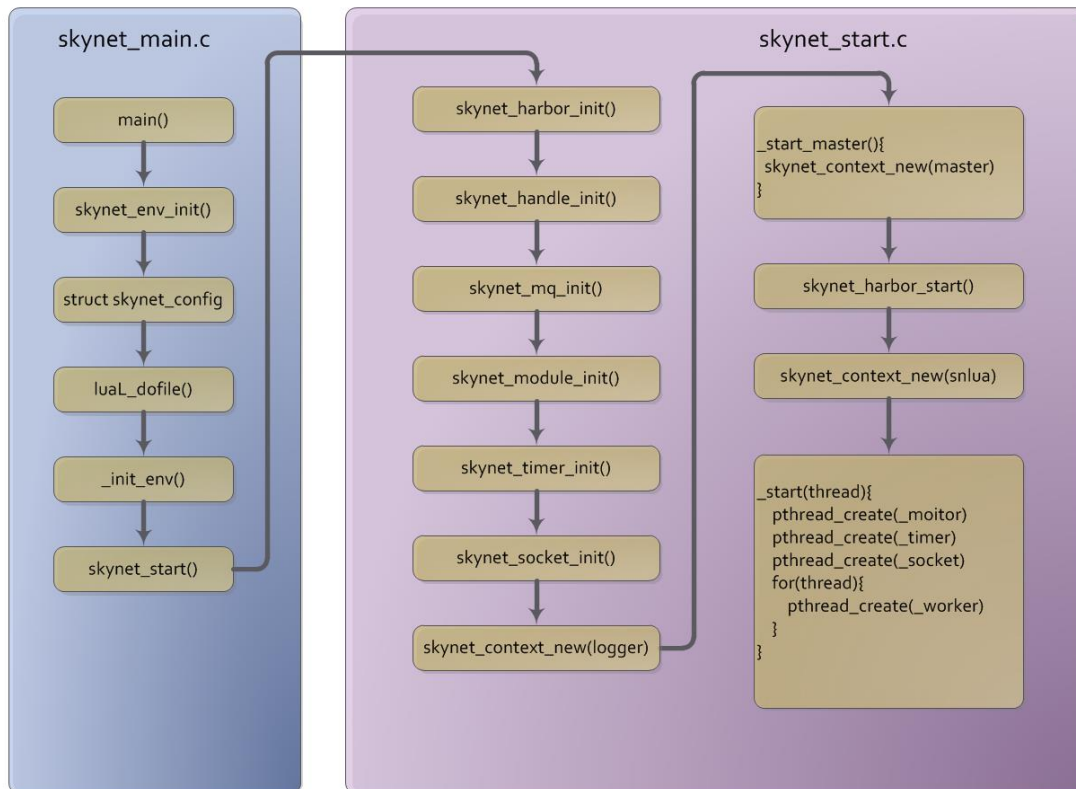 skynet_main.c
main()
skynet_env_init()
struct skynet_config
luaL_dofile()
_init_env()
skynet_start()
skynet_start.c
skynet_harbor_init()
skynet_handle_init()
skynet_mq_init()
skynet_module_init()
skynet_timer_init()
skynet_socket_init()
skynet_context_new(logger)
_start_master(){
skynet_context_new(master)
}
skynet_harbor_start()
skynet_context_new(snlua)
_start(thread){
pthread_create(_moitor)
pthread_create(_timer)
pthread_create(_socket)
for(thread){
pthread_create(_worker)
}
}